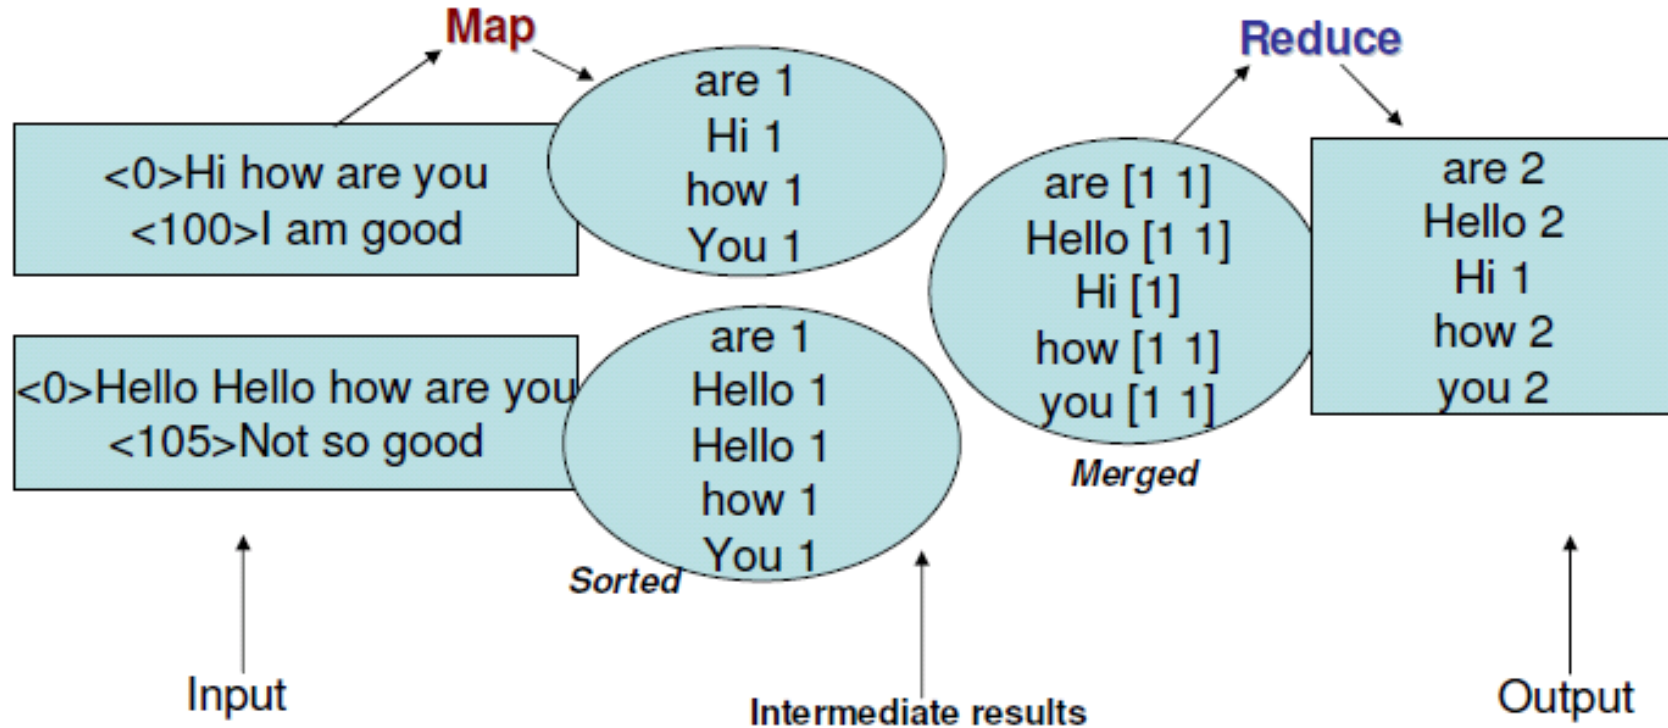 Map
Reduce
<0>Hi how are you
<100>I am good
are 1
Hi 1
how 1
You 1
<0>Hello Hello how are you
<105>Not so good
are 1
Hello 1
Hello 1
how 1
You 1
Sorted
are [1 1]
Hello [1 1]
Hi [1]
how [1 1]
you [1 1]
Merged
are 2
Hello 2
Hi 1
how 2
you 2
Input
Intermediate results
Output